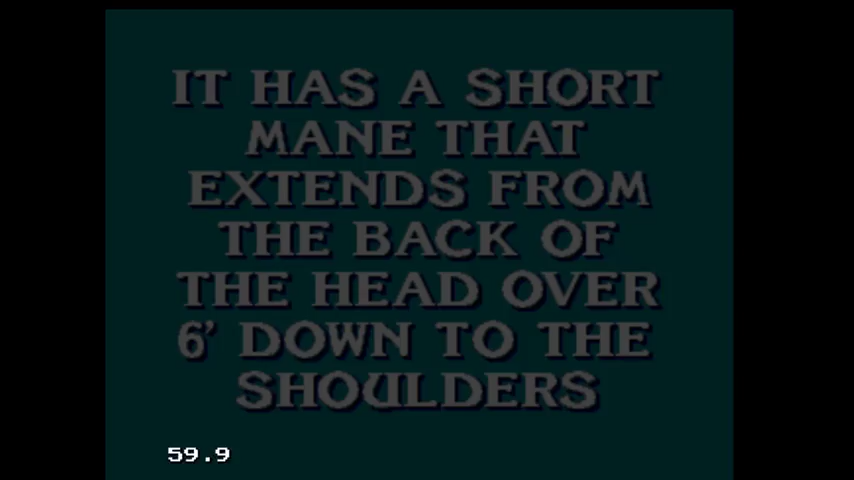 IT HAS A SHORT
MANE THAT
EXTENDS FROM
THE BACK OF
THE HEAD OVER
6' DOWN TO THE
SHOULDERS
59.9